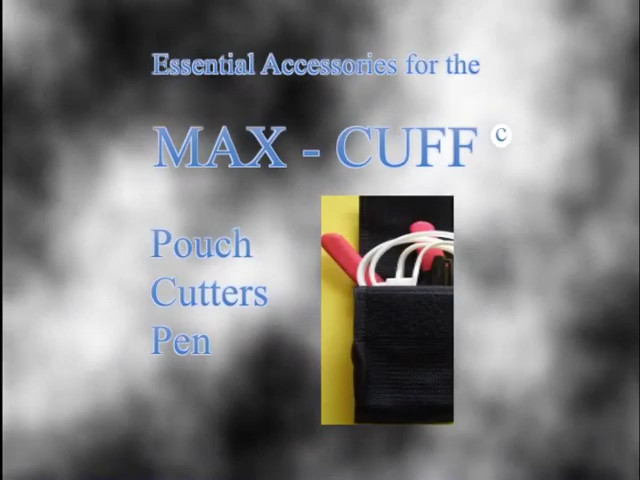 Essential Accessories for the
MAX - CUFF ©
Pouch
Cutters
Pen